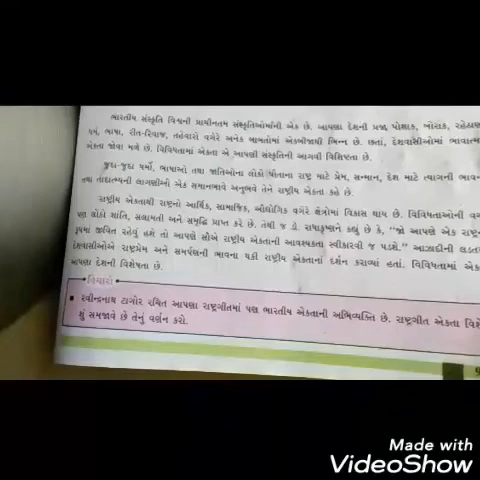 ભારતીય સંસ્કૃતિ વિશ્વની પ્રાચીનતમ સંસ્કૃતિઓમાંની એક છે. આપણા દેશની પ્રજા પોશાક, ખોરાક,
ધર્મ, ભાષા, રીત-રિવાજ, તહેવારો વગેરે અનેક બાબતોમાં એકબીજાથી ભિન્ન છે. છતાં, દેશવાસીઓમાં
એકતા જોવા મળે છે. વિવિધતામાં એકતા એ આપણી સંસ્કૃતિની આગવી વિશિષ્ટતા છે.
જુદા-જુદા ધર્મો, ભાષાઓ તથા જાતિઓના લોકો પોતાના રાષ્ટ્ર માટે પ્રેમ, સન્માન, દેશ માટે ત્યાગની
તથા તાદાત્મ્યની લાગણીઓ એક સમાનભાવે અનુભવે તેને રાષ્ટ્રીય એકતા કહે છે.
રાષ્ટ્રીય એકતાથી રાષ્ટ્રનો આર્થિક, સામાજિક, ઔદ્યોગિક વગેરે ક્ષેત્રોમાં વિકાસ થાય છે. વિવિધતાઓની
પણ લોકો શાંતિ, સલામતી અને સમૃદ્ધિ પ્રાપ્ત કરે છે. તેથી જ ડૉ. રાધાકૃષ્ણને કહ્યું છે કે, "જો આપણે એક
રૂપમાં જીવિત રહેવું હશે તો આપણે સૌએ રાષ્ટ્રીય એકતાની આવશ્યકતા સ્વીકારવી જ પડશે." આઝાદીની
દેશવાસીઓએ રાષ્ટ્રપ્રેમ અને સમર્પણની ભાવના થકી રાષ્ટ્રીય એકતાનાં દર્શન કરાવ્યાં હતાં. વિવિધતામાં
આપણા દેશની વિશેષતા છે.
વિચારો
• રવીન્દ્રનાથ ટાગોર રચિત આપણા રાષ્ટ્રગીતમાં પણ ભારતીય એકતાની અભિવ્યક્તિ છે. રાષ્ટ્રગીત એકતા
શું સમજાવે છે તેનું વર્ણન કરો.
Made with
VideoShow